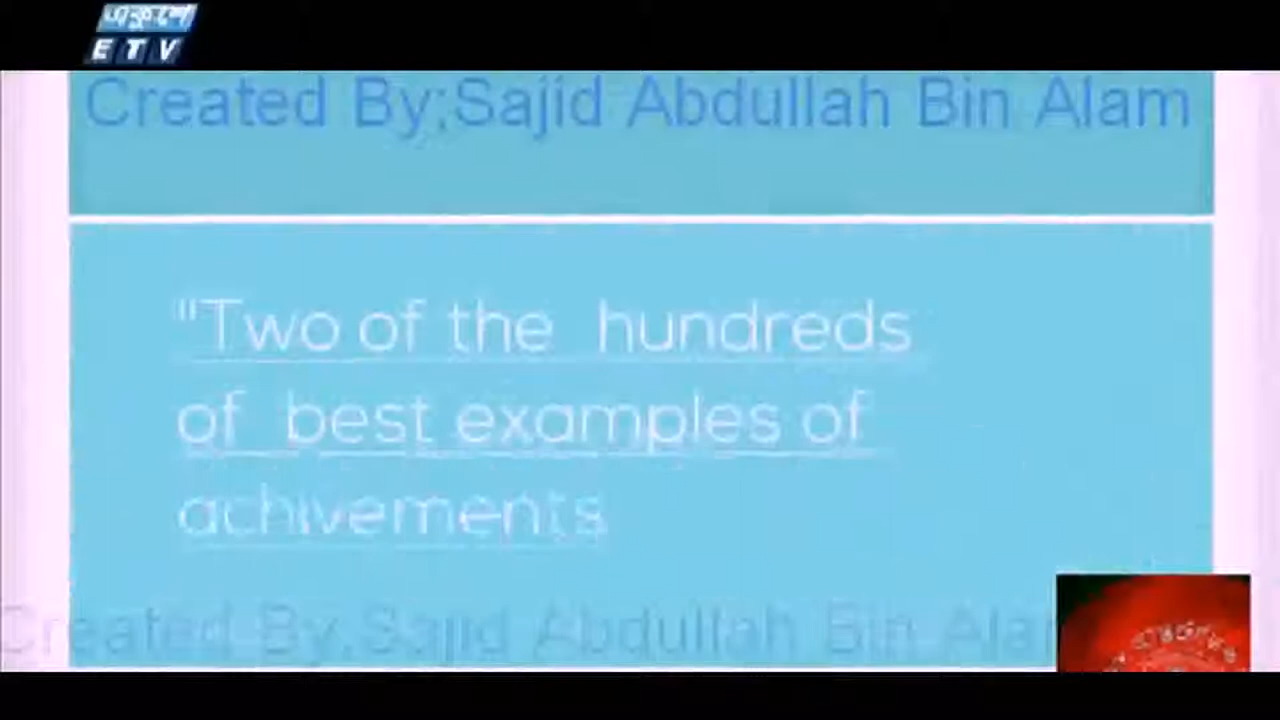 একুশে
ETV
Created By;Sajid Abdullah Bin Alam
"Two of the hundreds
of best examples of
achivements
Created By;Sajid Abdullah Bin Alam